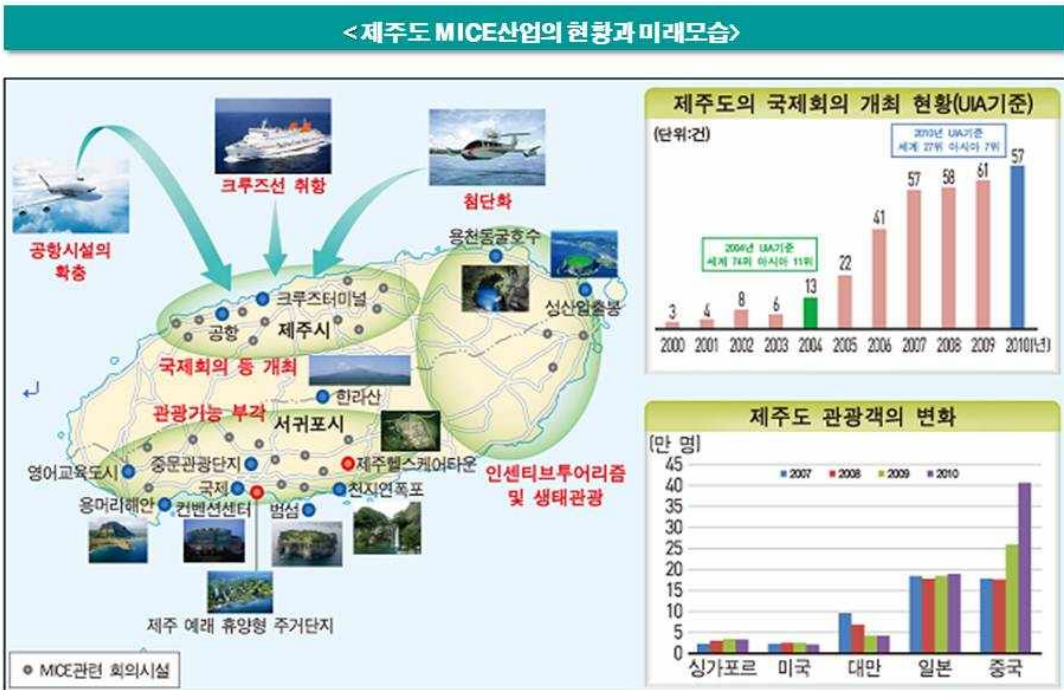 <제주도 MICE산업의 현황과 미래모습>
크루즈선 취항
첨단화
공항시설의
확충
용천동굴호수
성산일출봉
크루즈터미널
공항
제주시
국제회의 등 개최
한라산
관광기능 부각
서귀포시
영어교육도시
중문관광단지
제주헬스케어타운
인센티브투어리즘
및 생태관광
국제
컨벤션센터
천지연폭포
용머리해안
범섬
제주 예래 휴양형 주거단지
MICE관련 회의시설
제주도의 국제회의 개최 현황(UIA기준)
(단위:건)
2010년 UIA기준
세계 27위 아시아 7위
2004년 UIA기준
세계 74위 아시아 11위
3 4 8 6 13 22 41 57 58 61 57
2000 2001 2002 2003 2004 2005 2006 2007 2008 2009 2010(년)
제주도 관광객의 변화
(만 명)
2007 2008 2009 2010
45
40
35
30
25
20
15
10
5
0
싱가포르 미국 대만 일본 중국